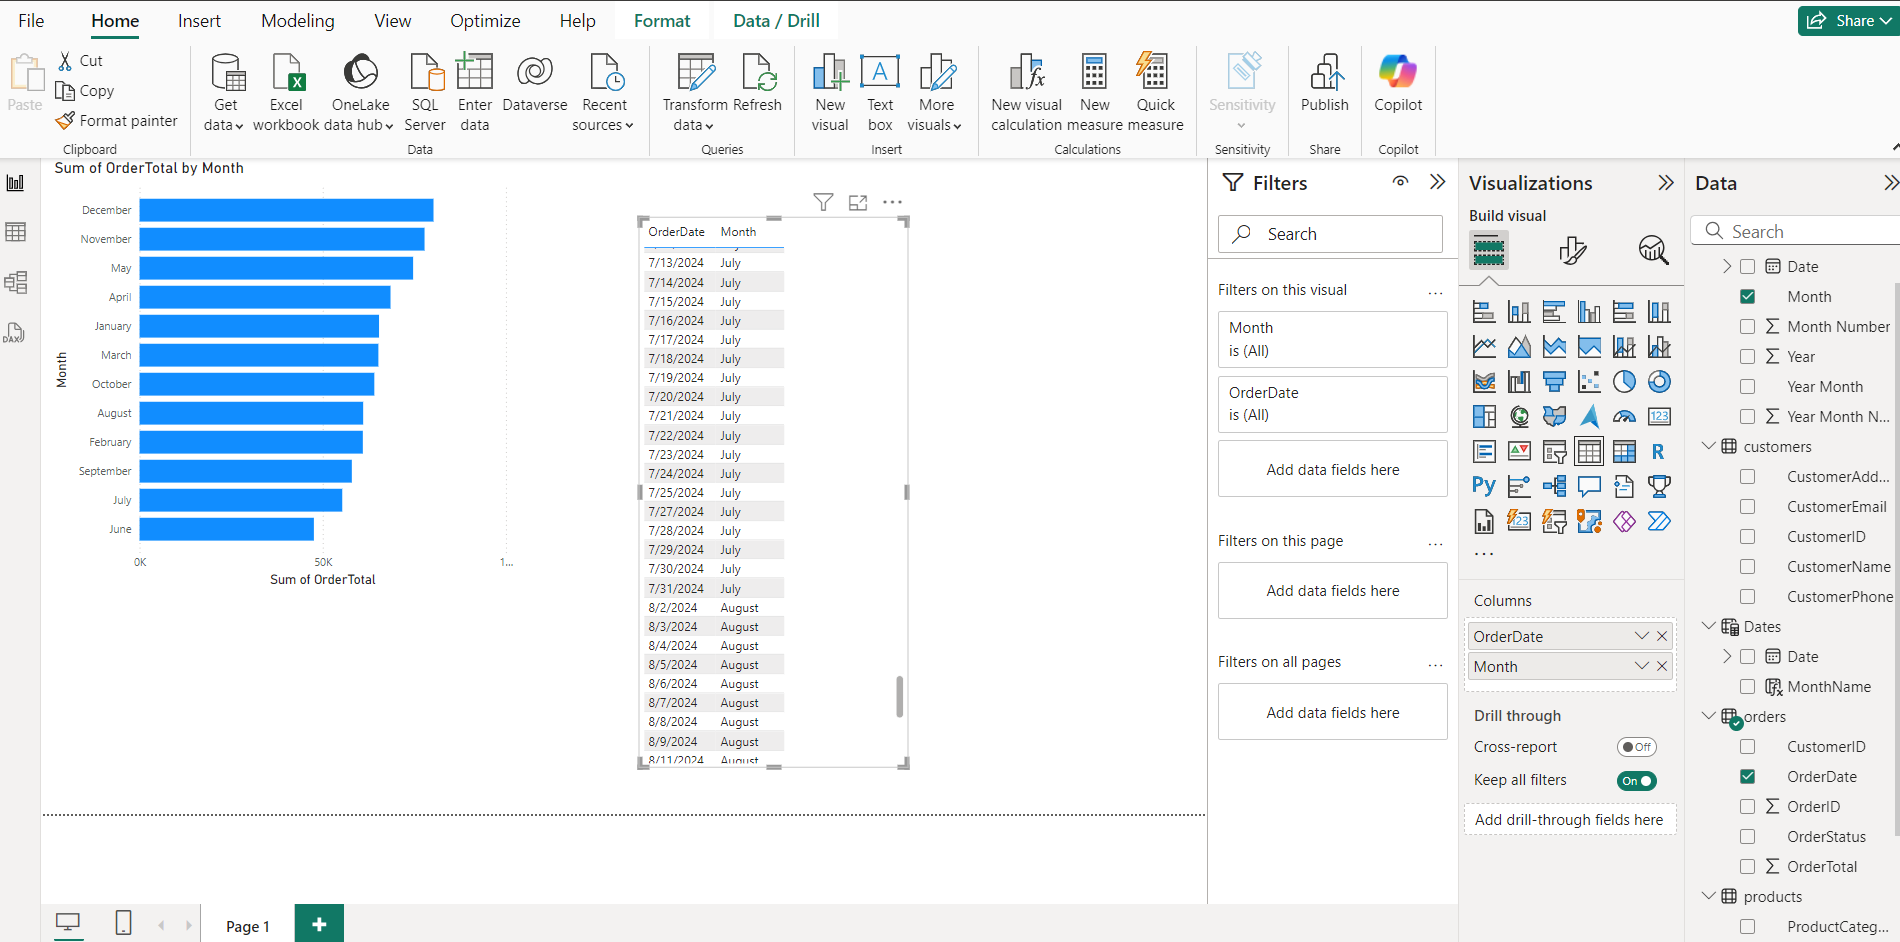 File Home Insert Modeling View Optimize Help Format Data / Drill Share
Paste
Cut
Copy
Format painter
Clipboard
Get data
Excel workbook
OneLake data hub
SQL Server
Enter data
Dataverse
Recent sources
Data
Transform data
Refresh
Queries
New visual
Text box
More visuals
Insert
New visual calculation
New measure
Quick measure
Calculations
Sensitivity
Sensitivity
Publish
Share
Copilot
Copilot
Sum of OrderTotal by Month
Month
December
November
May
April
January
March
October
August
February
September
July
June
0K 50K 1...
Sum of OrderTotal
OrderDate Month
7/13/2024 July
7/14/2024 July
7/15/2024 July
7/16/2024 July
7/17/2024 July
7/18/2024 July
7/19/2024 July
7/20/2024 July
7/21/2024 July
7/22/2024 July
7/23/2024 July
7/24/2024 July
7/25/2024 July
7/27/2024 July
7/28/2024 July
7/29/2024 July
7/30/2024 July
7/31/2024 July
8/2/2024 August
8/3/2024 August
8/4/2024 August
8/5/2024 August
8/6/2024 August
8/7/2024 August
8/8/2024 August
8/9/2024 August
8/11/2024 August
Filters
Search
Filters on this visual ...
Month
is (All)
OrderDate
is (All)
Add data fields here
Filters on this page ...
Add data fields here
Filters on all pages ...
Add data fields here
Visualizations
Build visual
123
R
Py
123
...
Columns
OrderDate
Month
Drill through
Cross-report Off
Keep all filters On
Add drill-through fields here
Data
Search
Date
Month
Month Number
Year
Year Month
Year Month N...
customers
CustomerAdd...
CustomerEmail
CustomerID
CustomerName
CustomerPhone
Dates
Date
MonthName
orders
CustomerID
OrderDate
OrderID
OrderStatus
OrderTotal
products
ProductCateg...
DAX
Page 1